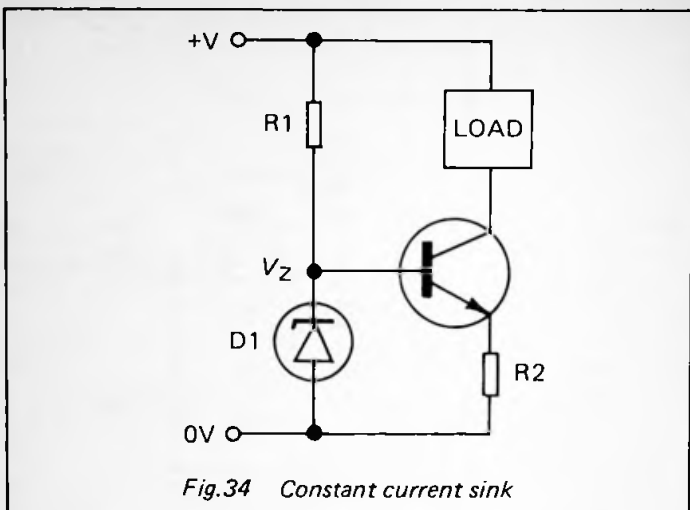 +V
R1
LOAD
VZ
D1
R2
0V
Fig.34 Constant current sink